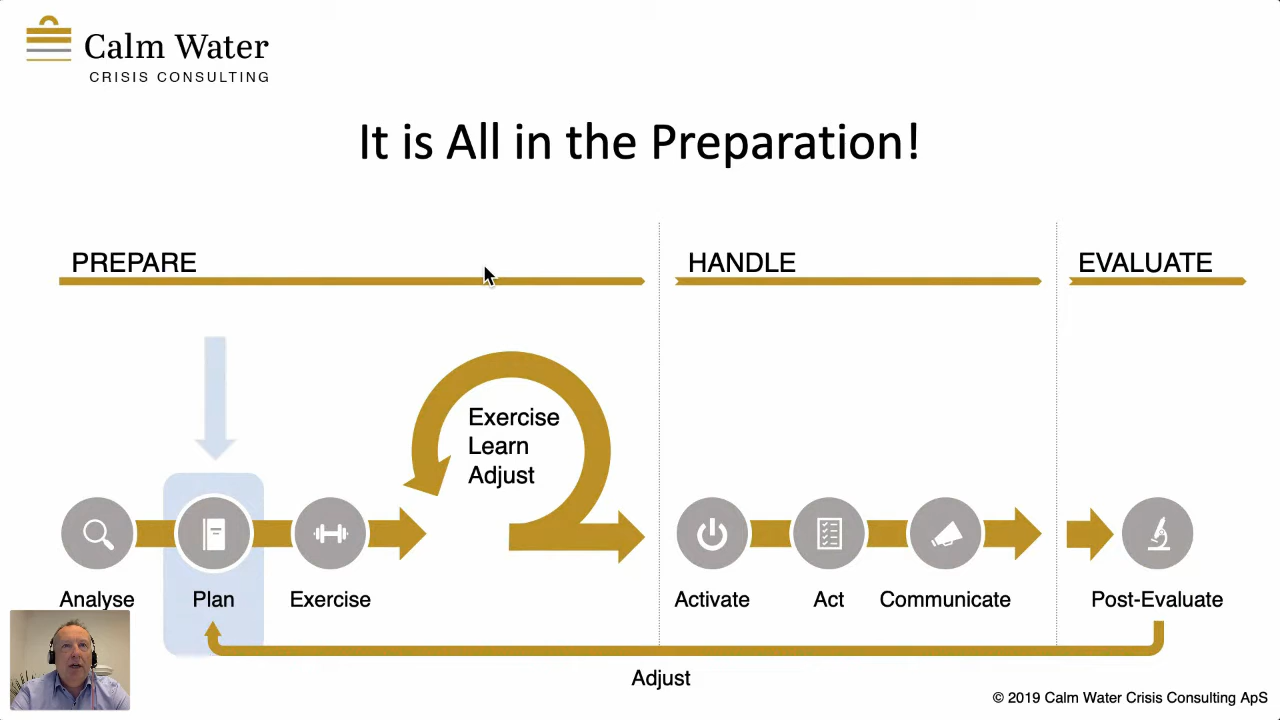 Calm Water
CRISIS CONSULTING
It is All in the Preparation!
PREPARE
HANDLE
EVALUATE
Exercise
Learn
Adjust
Analyse
Plan
Exercise
Activate
Act
Communicate
Post-Evaluate
Adjust
© 2019 Calm Water Crisis Consulting ApS